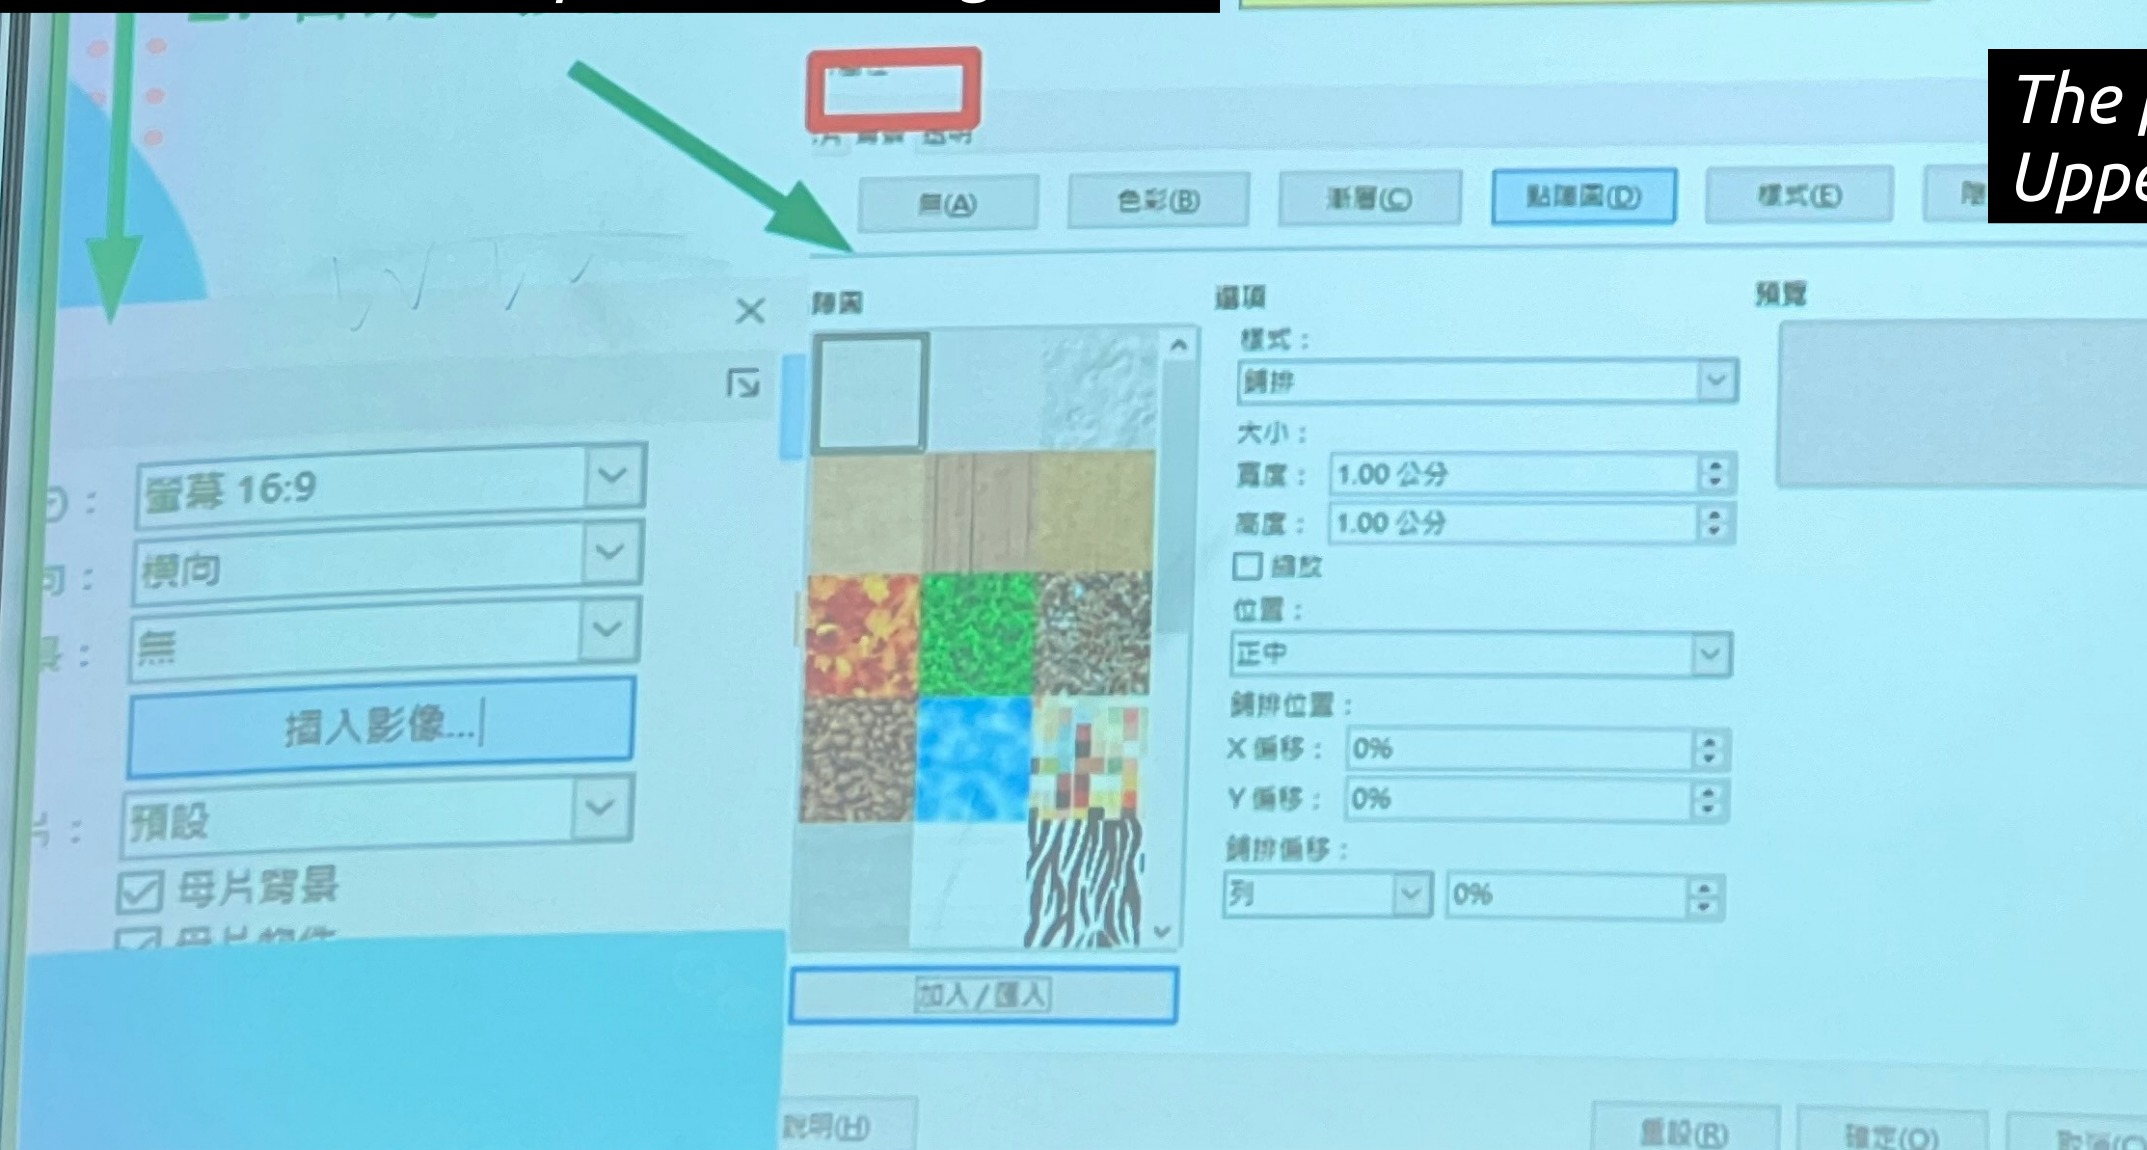 The
Uppe
無(A) 色彩(B) 漸層(C) 點陣圖(D) 樣式(E)
陣圖 選項 預覽
樣式：
鋪排
大小：
寬度： 1.00 公分
高度： 1.00 公分
縮放
位置：
正中
鋪排位置：
X 偏移： 0%
Y 偏移： 0%
鋪排偏移：
列 0%
加入 / 匯入
螢幕 16:9
橫向
無
插入影像...
預設
母片背景
母片物件
說明(H) 重設(R) 確定(O)